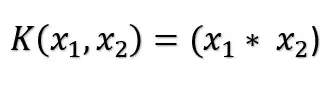 K(x₁, x₂) = (x₁ * x₂)